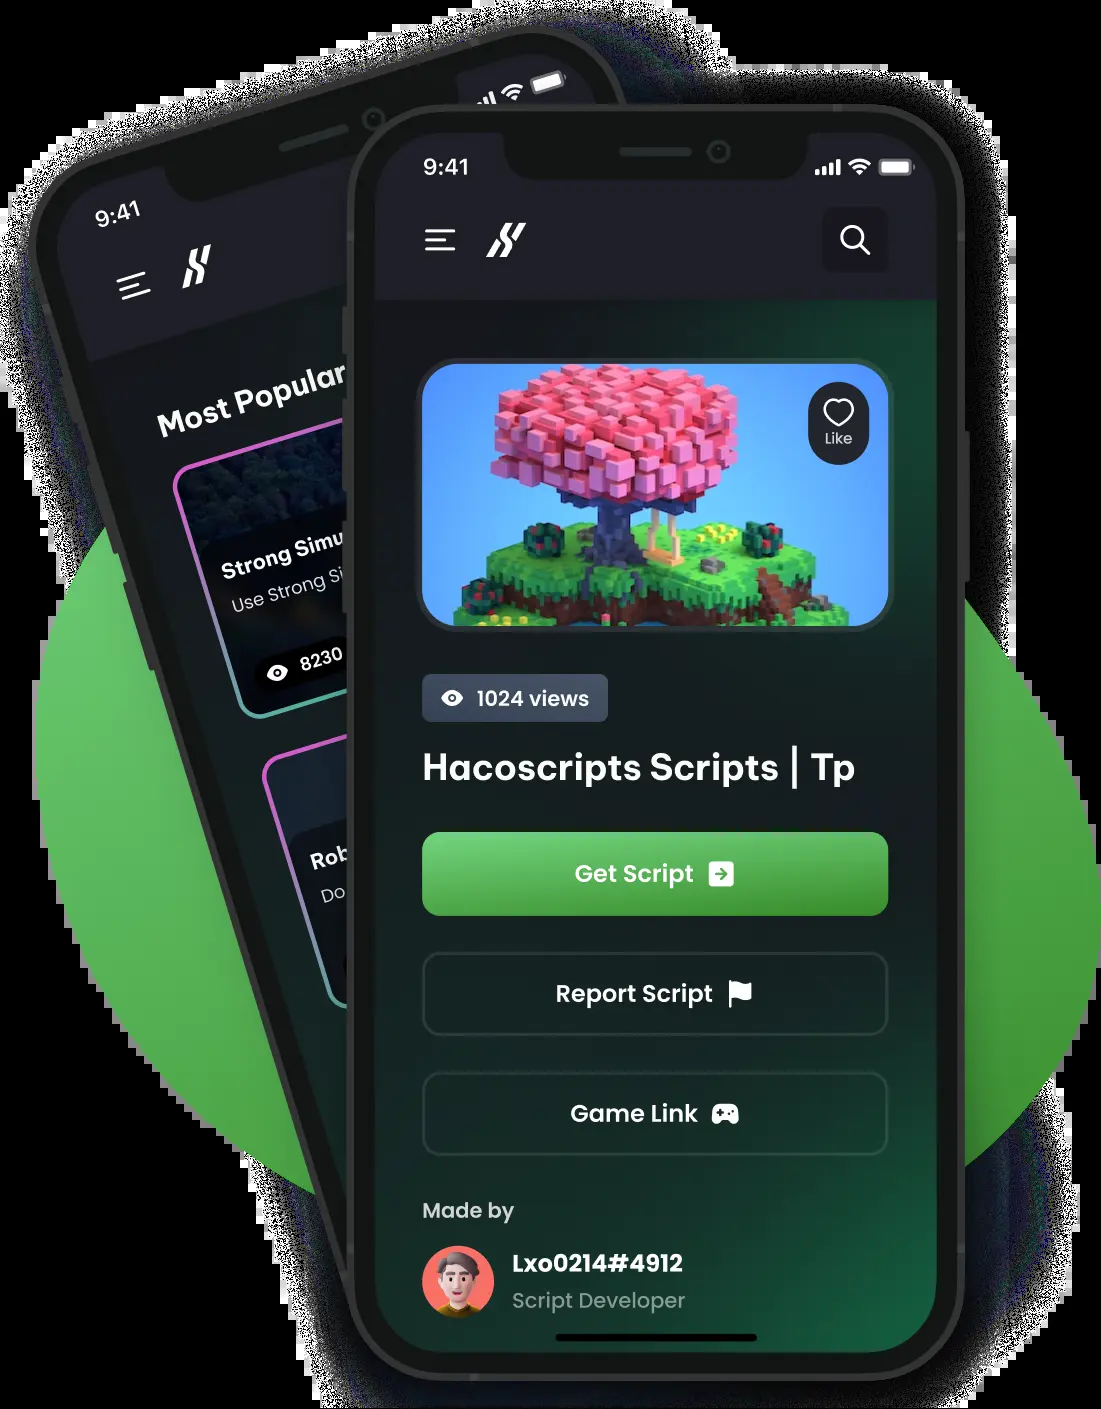 9:41
Most Popular
Strong Simu
Use Strong Si
8230
Rob
Do
9:41
Like
1024 views
Hacoscripts Scripts | Tp
Get Script
Report Script
Game Link
Made by
Lxo0214#4912
Script Developer